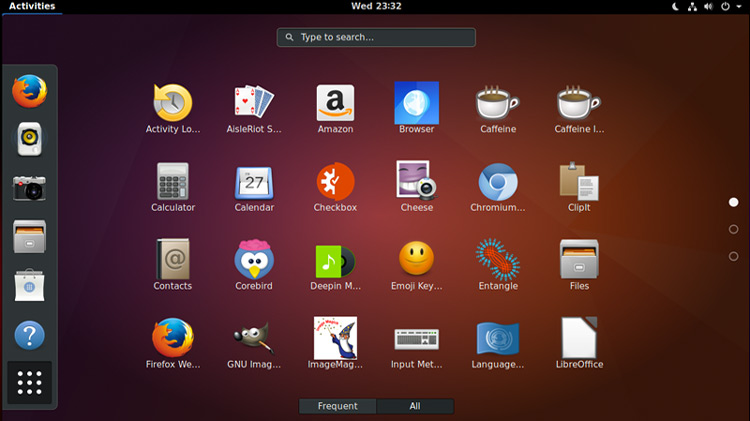 Activities
Wed 23:32
Type to search...
Activity Lo...
AisleRiot S...
Amazon
Browser
Caffeine
Caffeine I...
Calculator
Calendar
Checkbox
Cheese
Chromium...
ClipIt
Contacts
Corebird
Deepin M...
Emoji Key...
Entangle
Files
Firefox We...
GNU Imag...
ImageMag...
Input Met...
Language...
LibreOffice
Frequent
All